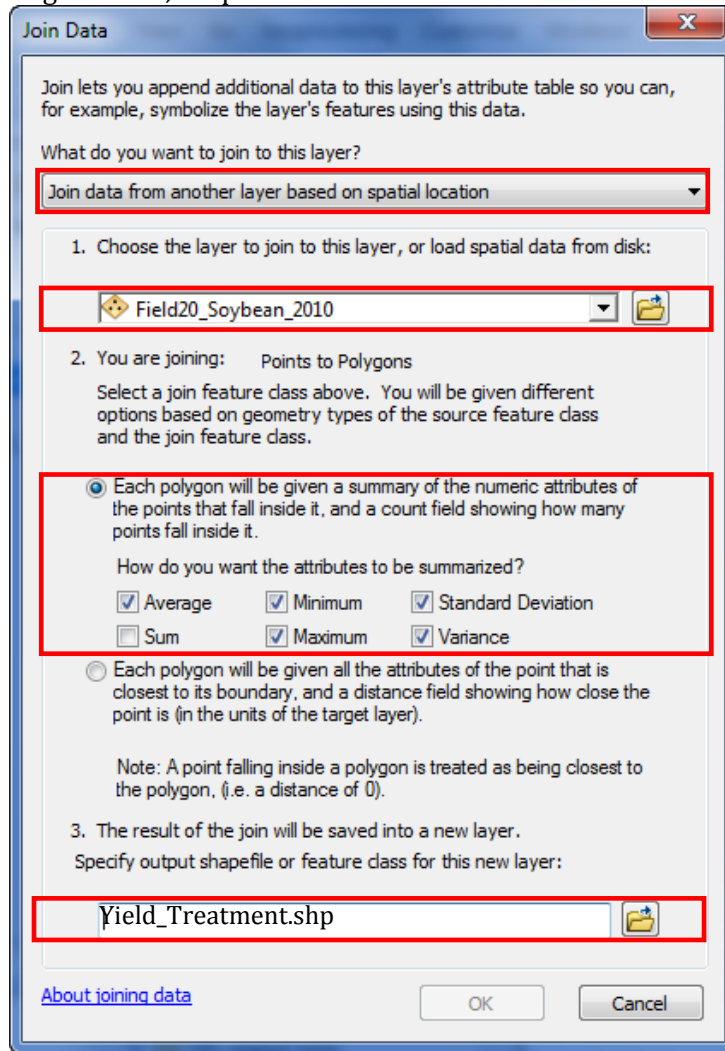 Join Data
Join lets you append additional data to this layer's attribute table so you can,
for example, symbolize the layer's features using this data.
What do you want to join to this layer?
Join data from another layer based on spatial location
1. Choose the layer to join to this layer, or load spatial data from disk:
Field20_Soybean_2010
2. You are joining: Points to Polygons
Select a join feature class above. You will be given different
options based on geometry types of the source feature class
and the join feature class.
Each polygon will be given a summary of the numeric attributes of
the points that fall inside it, and a count field showing how many
points fall inside it.
How do you want the attributes to be summarized?
Average Minimum Standard Deviation
Sum Maximum Variance
Each polygon will be given all the attributes of the point that is
closest to its boundary, and a distance field showing how close the
point is (in the units of the target layer).
Note: A point falling inside a polygon is treated as being closest to
the polygon, (i.e. a distance of 0).
3. The result of the join will be saved into a new layer.
Specify output shapefile or feature class for this new layer:
Yield_Treatment.shp
About joining data OK Cancel